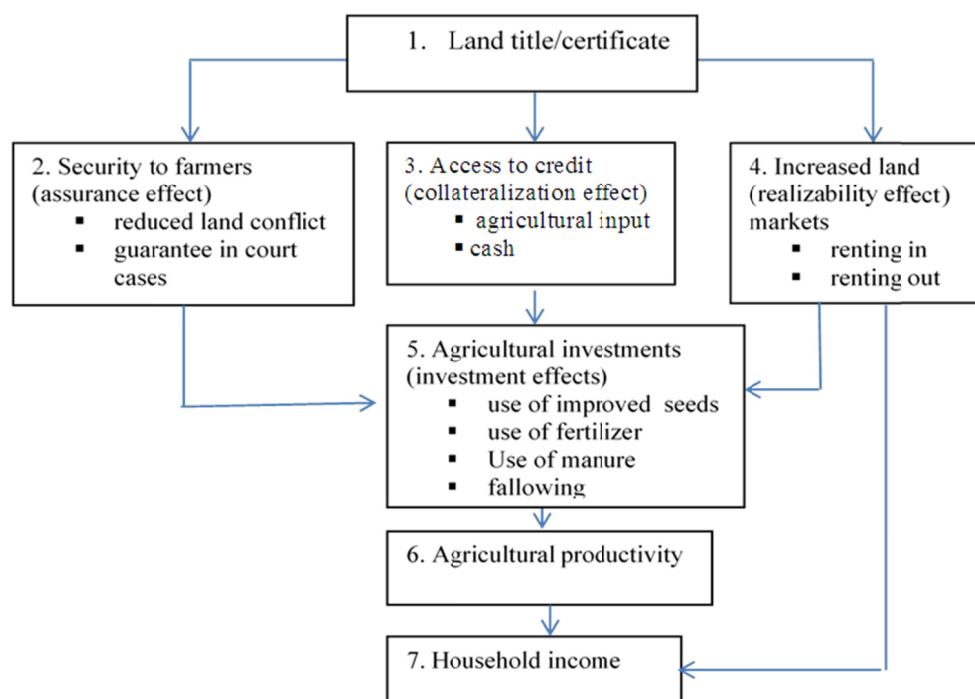 1. Land title/certificate
2. Security to farmers
(assurance effect)
▪ reduced land conflict
▪ guarantee in court
cases
3. Access to credit
(collateralization effect)
▪ agricultural input
▪ cash
4. Increased land
(realizability effect)
markets
▪ renting in
▪ renting out
5. Agricultural investments
(investment effects)
▪ use of improved seeds
▪ use of fertilizer
▪ Use of manure
▪ fallowing
6. Agricultural productivity
7. Household income